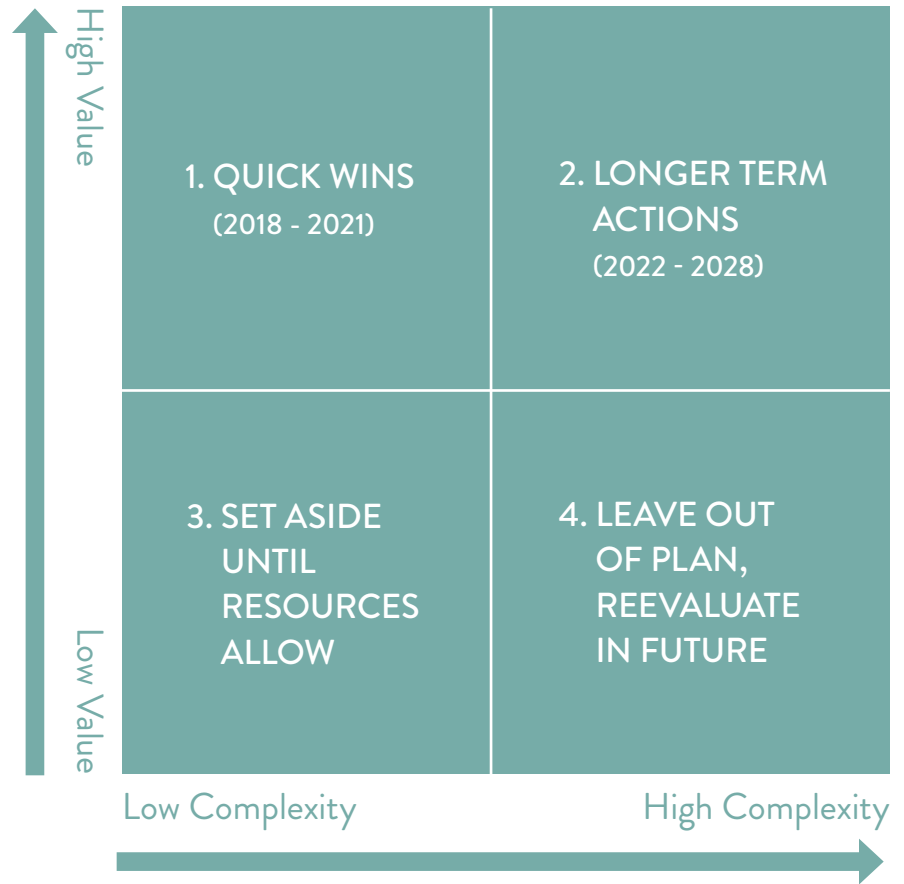 High Value
1. QUICK WINS
(2018 - 2021)
2. LONGER TERM
ACTIONS
(2022 - 2028)
Low Value
3. SET ASIDE
UNTIL
RESOURCES
ALLOW
4. LEAVE OUT
OF PLAN,
REEVALUATE
IN FUTURE
Low Complexity
High Complexity